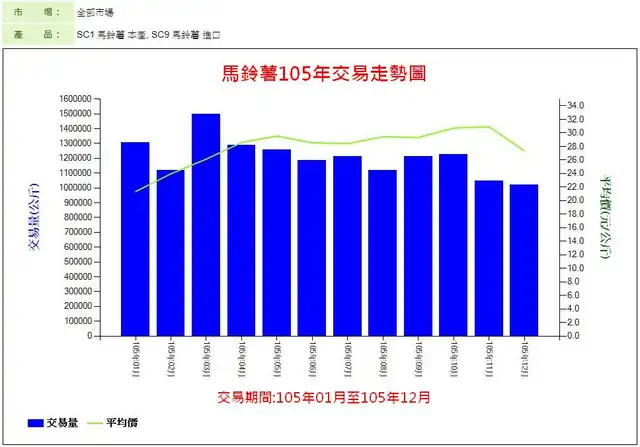 市 場： 全部市場
產 品： SC1 馬鈴薯 本產, SC9 馬鈴薯 進口
馬鈴薯105年交易走勢圖
交易量(公斤)
1600000
1500000
1400000
1300000
1200000
1100000
1000000
900000
800000
700000
600000
500000
400000
300000
200000
100000
0
34.0
32.0
30.0
28.0
26.0
24.0
22.0
20.0
18.0
16.0
14.0
12.0
10.0
8.0
6.0
4.0
2.0
0.0
平均價(元/公斤)
105年01月
105年02月
105年03月
105年04月
105年05月
105年06月
105年07月
105年08月
105年09月
105年10月
105年11月
105年12月
交易期間:105年01月至105年12月
交易量 平均價